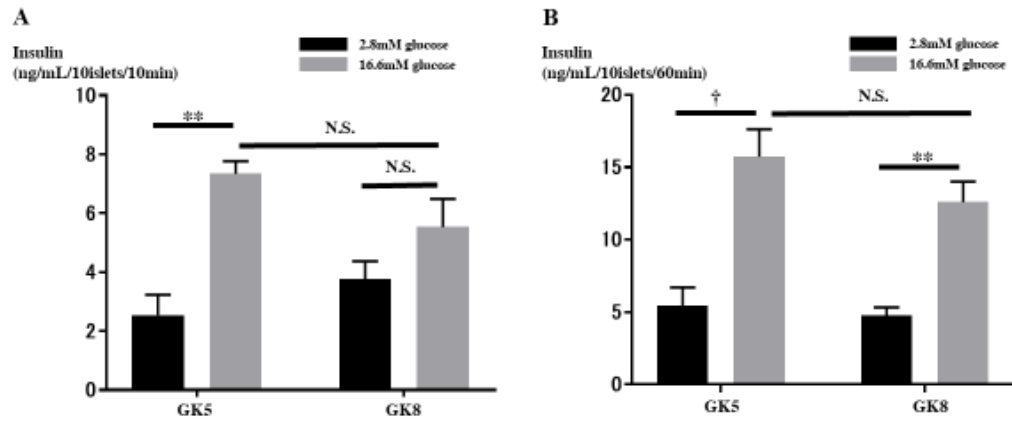 A
Insulin
(ng/mL/10islets/10min)
2.8mM glucose
16.6mM glucose
10
8
6
4
2
0
**
N.S.
N.S.
GK5
GK8
B
Insulin
(ng/mL/10islets/60min)
2.8mM glucose
16.6mM glucose
20
15
10
5
0
†
N.S.
**
GK5
GK8